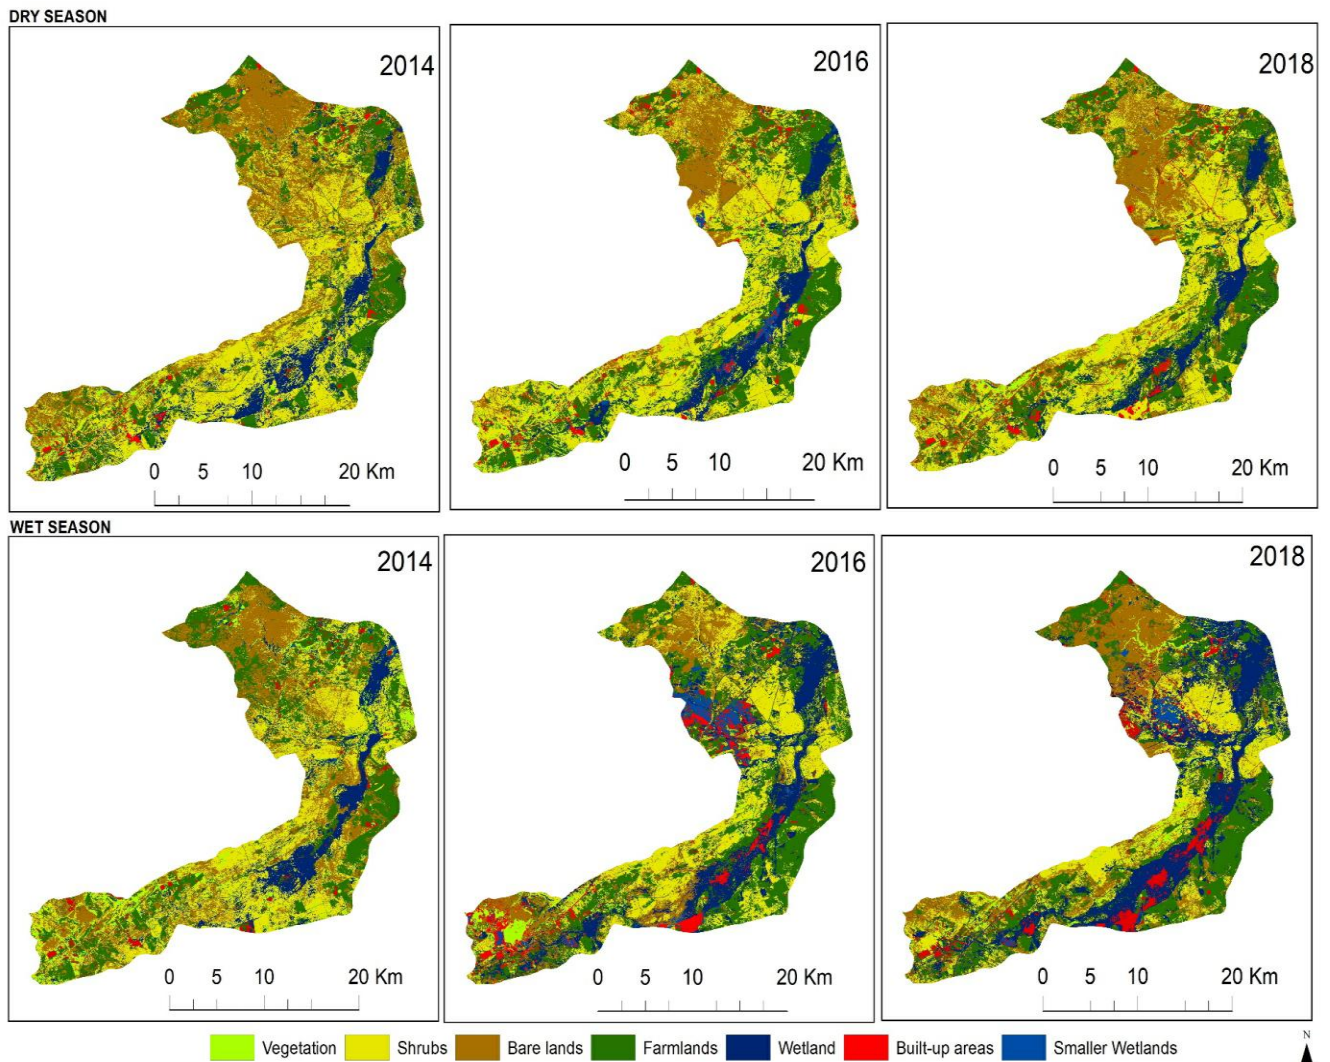 DRY SEASON
2014
2016
2018
0 5 10 20 Km
0 5 10 20 Km
0 5 10 20 Km
WET SEASON
2014
2016
2018
0 5 10 20 Km
0 5 10 20 Km
0 5 10 20 Km
Vegetation Shrubs Bare lands Farmlands Wetland Built-up areas Smaller Wetlands
N